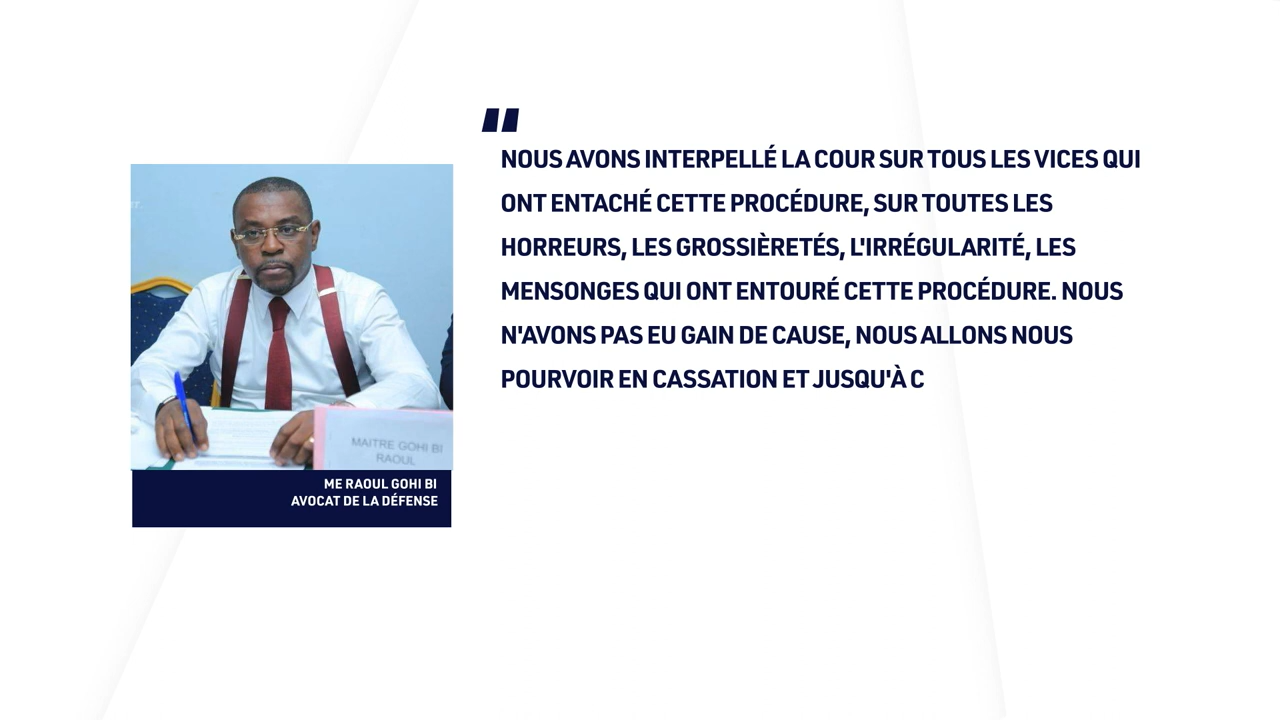 NOUS AVONS INTERPELLÉ LA COUR SUR TOUS LES VICES QUI
ONT ENTACHÉ CETTE PROCÉDURE, SUR TOUTES LES
HORREURS, LES GROSSIÈRETÉS, L'IRRÉGULARITÉ, LES
MENSONGES QUI ONT ENTOURÉ CETTE PROCÉDURE. NOUS
N'AVONS PAS EU GAIN DE CAUSE, NOUS ALLONS NOUS
POURVOIR EN CASSATION ET JUSQU'À C
MAITRE GOHI BI
RAOUL
ME RAOUL GOHI BI
AVOCAT DE LA DÉFENSE